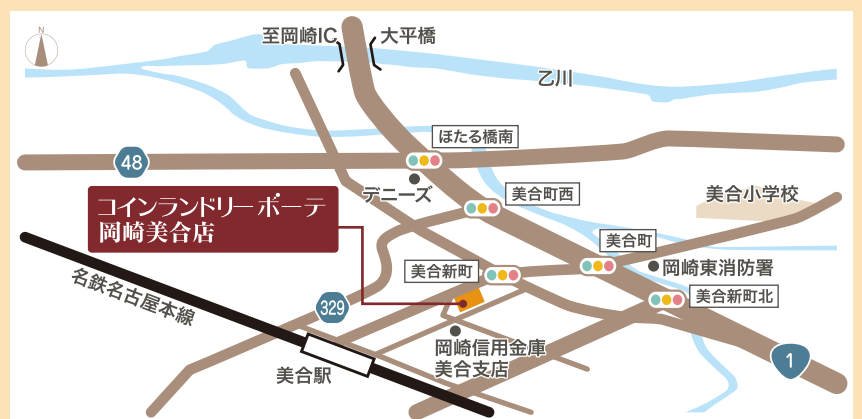 N
至岡崎IC
大平橋
乙川
ほたる橋南
48
デニーズ
美合町西
美合小学校
コインランドリーポーテ
岡崎美合店
美合町
美合新町
岡崎東消防署
名鉄名古屋本線
329
美合新町北
岡崎信用金庫
美合支店
美合駅
1